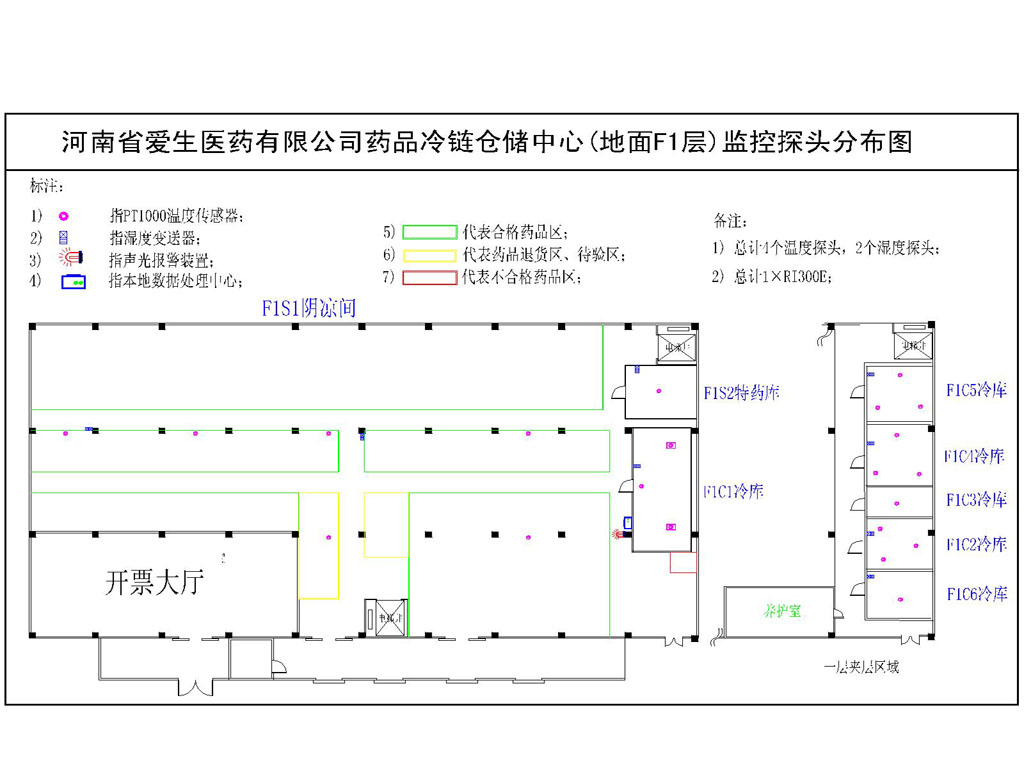 河南省爱生医药有限公司药品冷链仓储中心(地面F1层)监控探头分布图
标注:
1) 指PT1000温度传感器;
2) 指湿度变送器;
3) 指声光报警装置;
4) 指本地数据处理中心;
5) 代表合格药品区;
6) 代表药品退货区、待验区;
7) 代表不合格药品区;
备注:
1) 总计4个温度探头, 2个湿度探头;
2) 总计1×RI300E;
F1S1阴凉间
电梯井
电梯井
F1S2特药库
F1C5冷库
F1C4冷库
F1C1冷库
F1C3冷库
F1C2冷库
开票大厅
F1C6冷库
养护室
电梯井
一层夹层区域